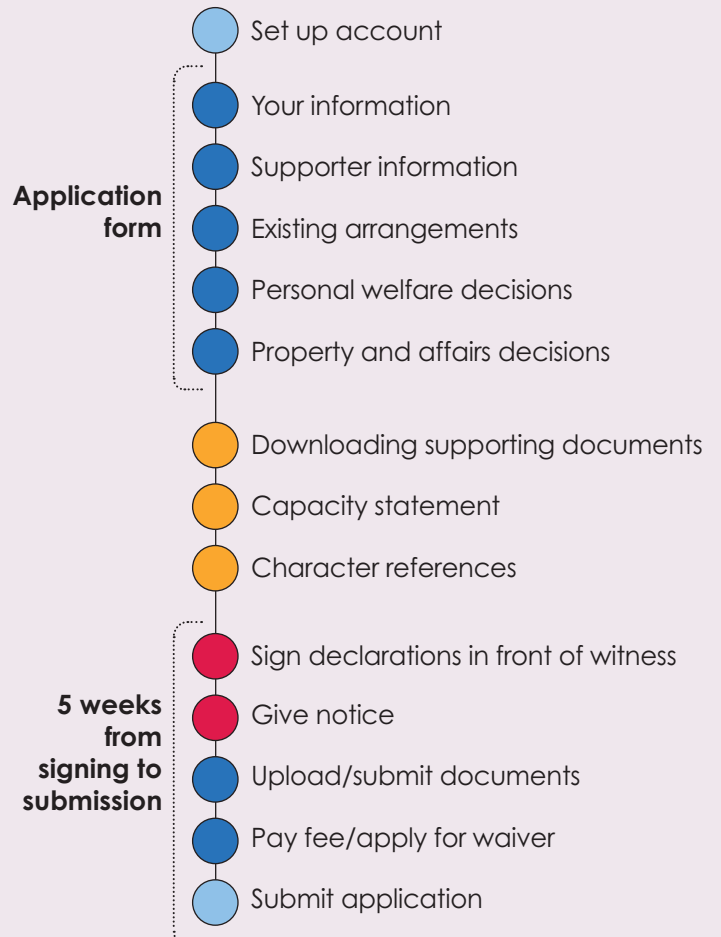 Set up account
Application
form
Your information
Supporter information
Existing arrangements
Personal welfare decisions
Property and affairs decisions
Downloading supporting documents
Capacity statement
Character references
5 weeks
from
signing to
submission
Sign declarations in front of witness
Give notice
Upload/submit documents
Pay fee/apply for waiver
Submit application